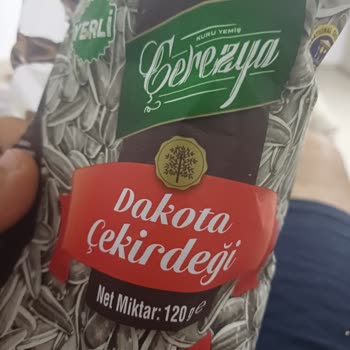 YERLİ
KURU YEMİŞ
Çerezya
Dakota
Çekirdeği
Net Miktar: 120 g e